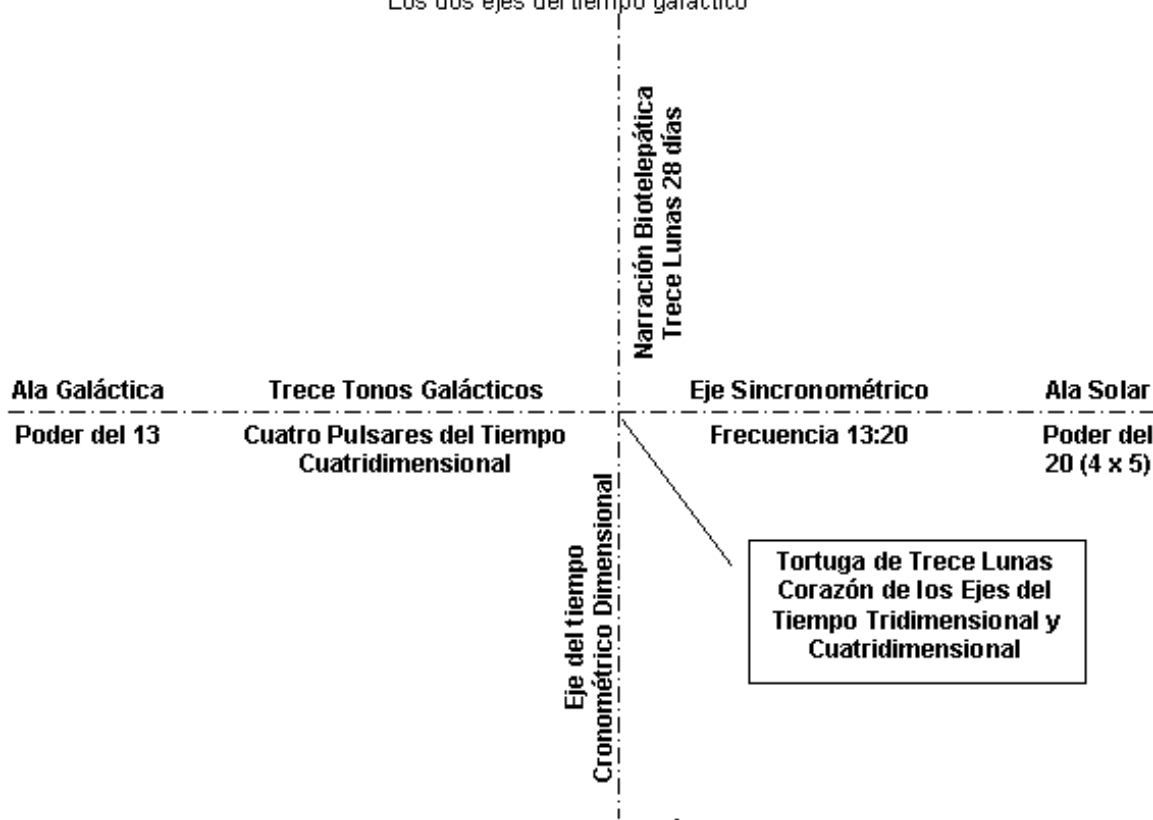 Los dos ejes del tiempo galáctico
Narración Biotelepática
Trece Lunas 28 días
Ala Galáctica
Trece Tonos Galácticos
Eje Sincronométrico
Ala Solar
Poder del 13
Cuatro Pulsares del Tiempo
Cuatridimensional
Frecuencia 13:20
Poder del
20 (4 x 5)
Eje del tiempo
Cronométrico Dimensional
Tortuga de Trece Lunas
Corazón de los Ejes del
Tiempo Tridimensional y
Cuatridimensional